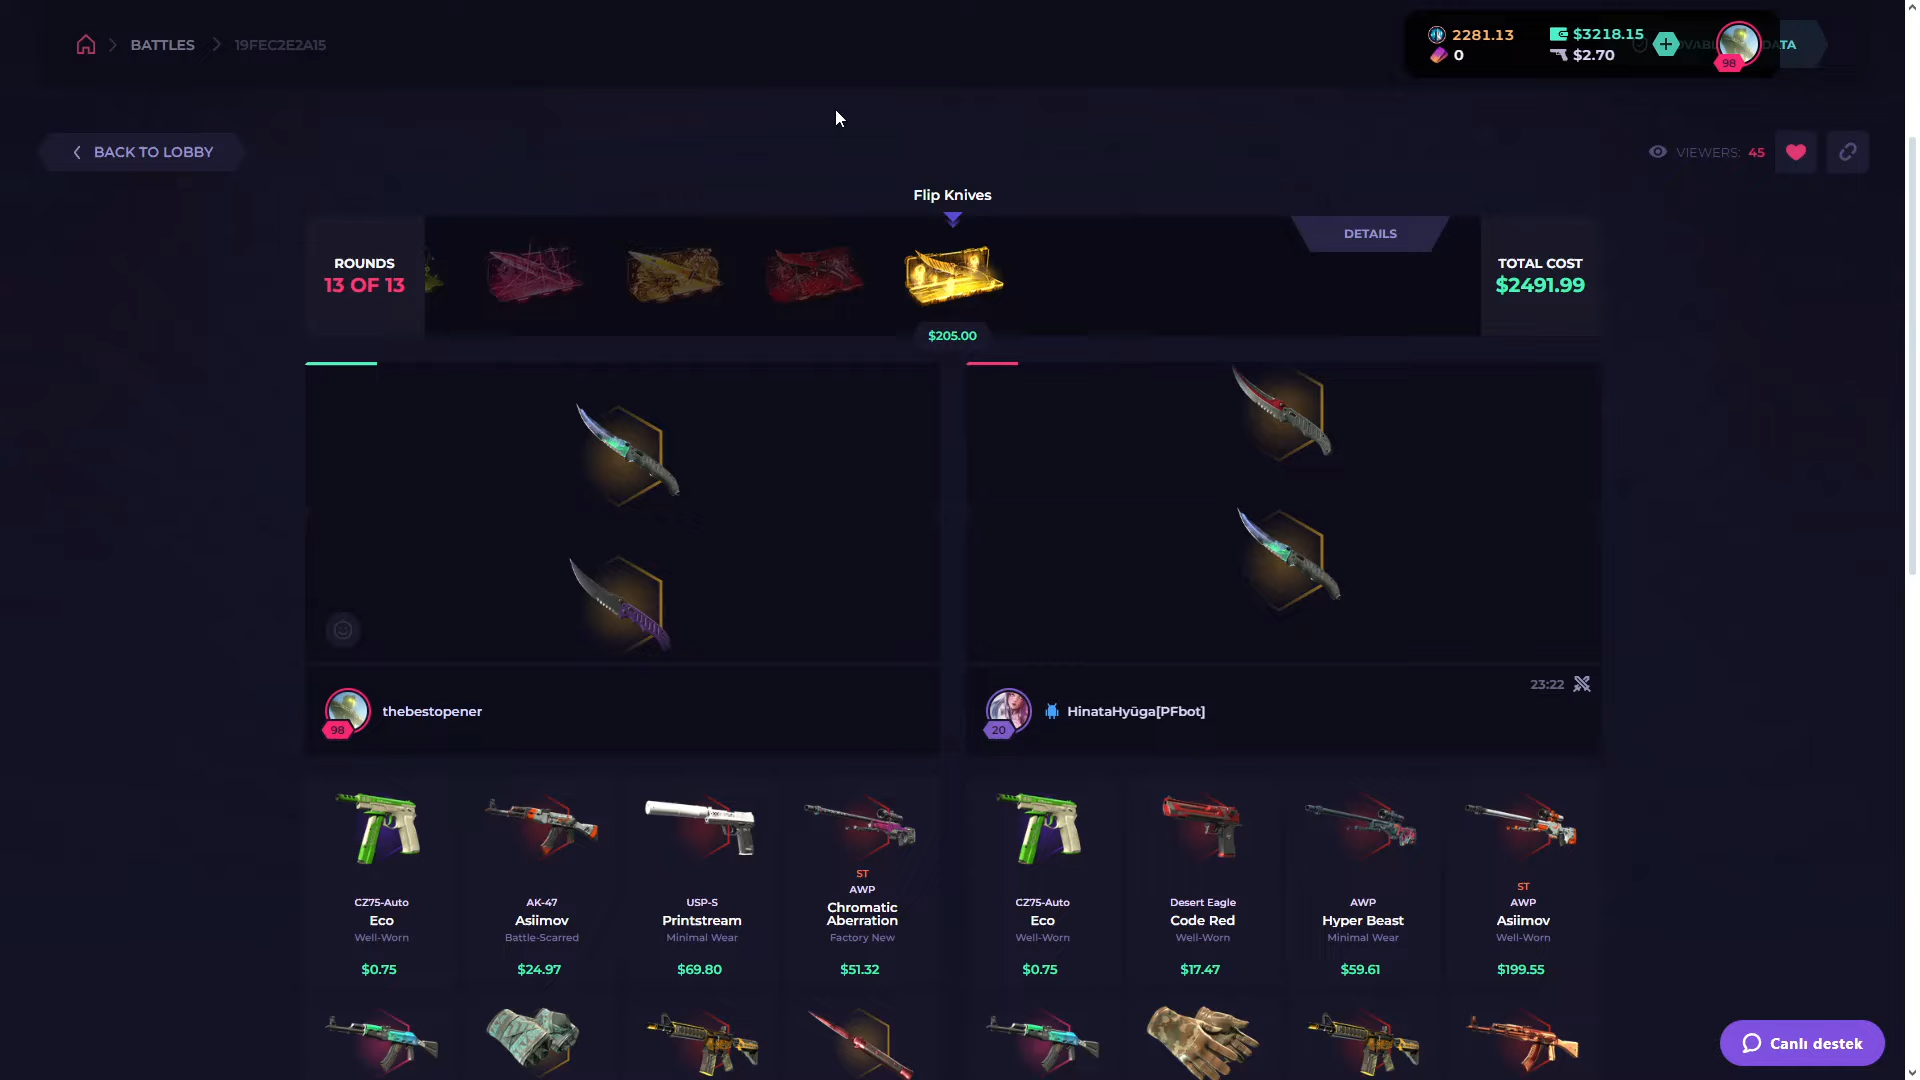 BATTLES
19FEC2E2A15
2281.13
$3218.15
0
$2.70
DATA
98
BACK TO LOBBY
VIEWERS: 45
Flip Knives
DETAILS
ROUNDS
13 OF 13
TOTAL COST
$2491.99
$205.00
23:22
thebestopener
98
HinataHyūga[PFbot]
20
ST
ST
CZ75-Auto
Eco
Well-Worn
$0.75
AK-47
Asiimov
Battle-Scarred
$24.97
USP-S
Printstream
Minimal Wear
$69.80
AWP
Chromatic
Aberration
Factory New
$51.32
CZ75-Auto
Eco
Well-Worn
$0.75
Desert Eagle
Code Red
Well-Worn
$17.47
AWP
Hyper Beast
Minimal Wear
$59.61
AWP
Asiimov
Well-Worn
$199.55
Canlı destek